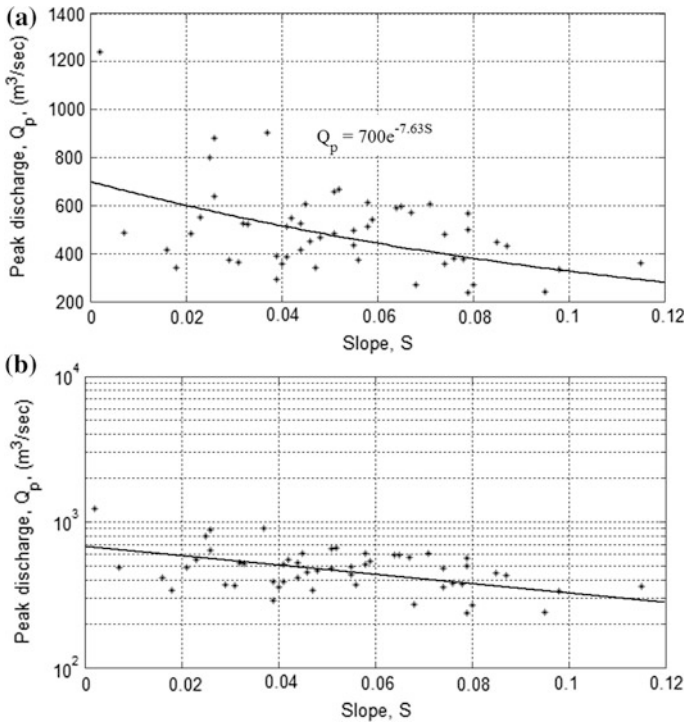 (a)
1400
1200
1000
800
600
400
200
Peak discharge, Qp, (m³/sec)
Qp = 700e^-7.63S
0 0.02 0.04 0.06 0.08 0.1 0.12
Slope, S
(b)
10⁴
10³
10²
Peak discharge, Qp, (m³/sec)
0 0.02 0.04 0.06 0.08 0.1 0.12
Slope, S